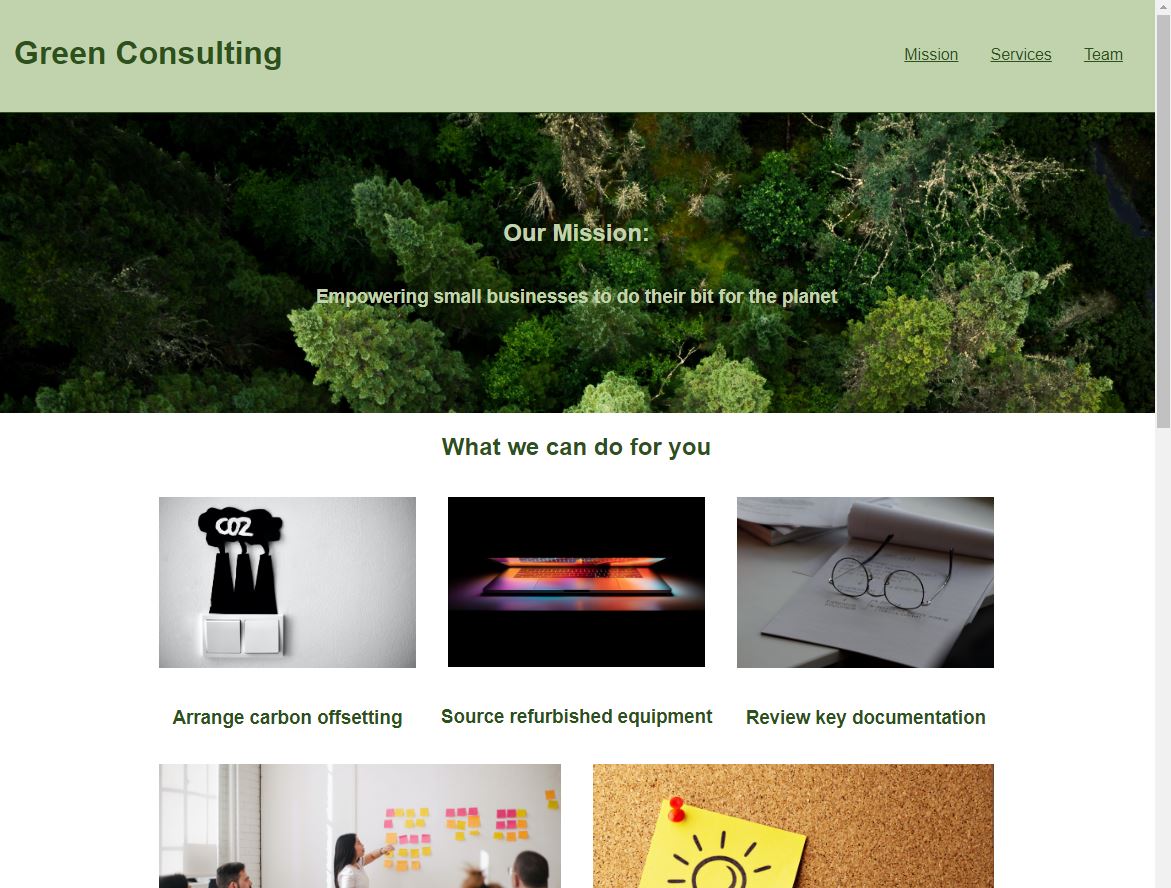 Green Consulting
Mission Services Team
Our Mission:
Empowering small businesses to do their bit for the planet
What we can do for you
CO2
Arrange carbon offsetting
Source refurbished equipment
Review key documentation